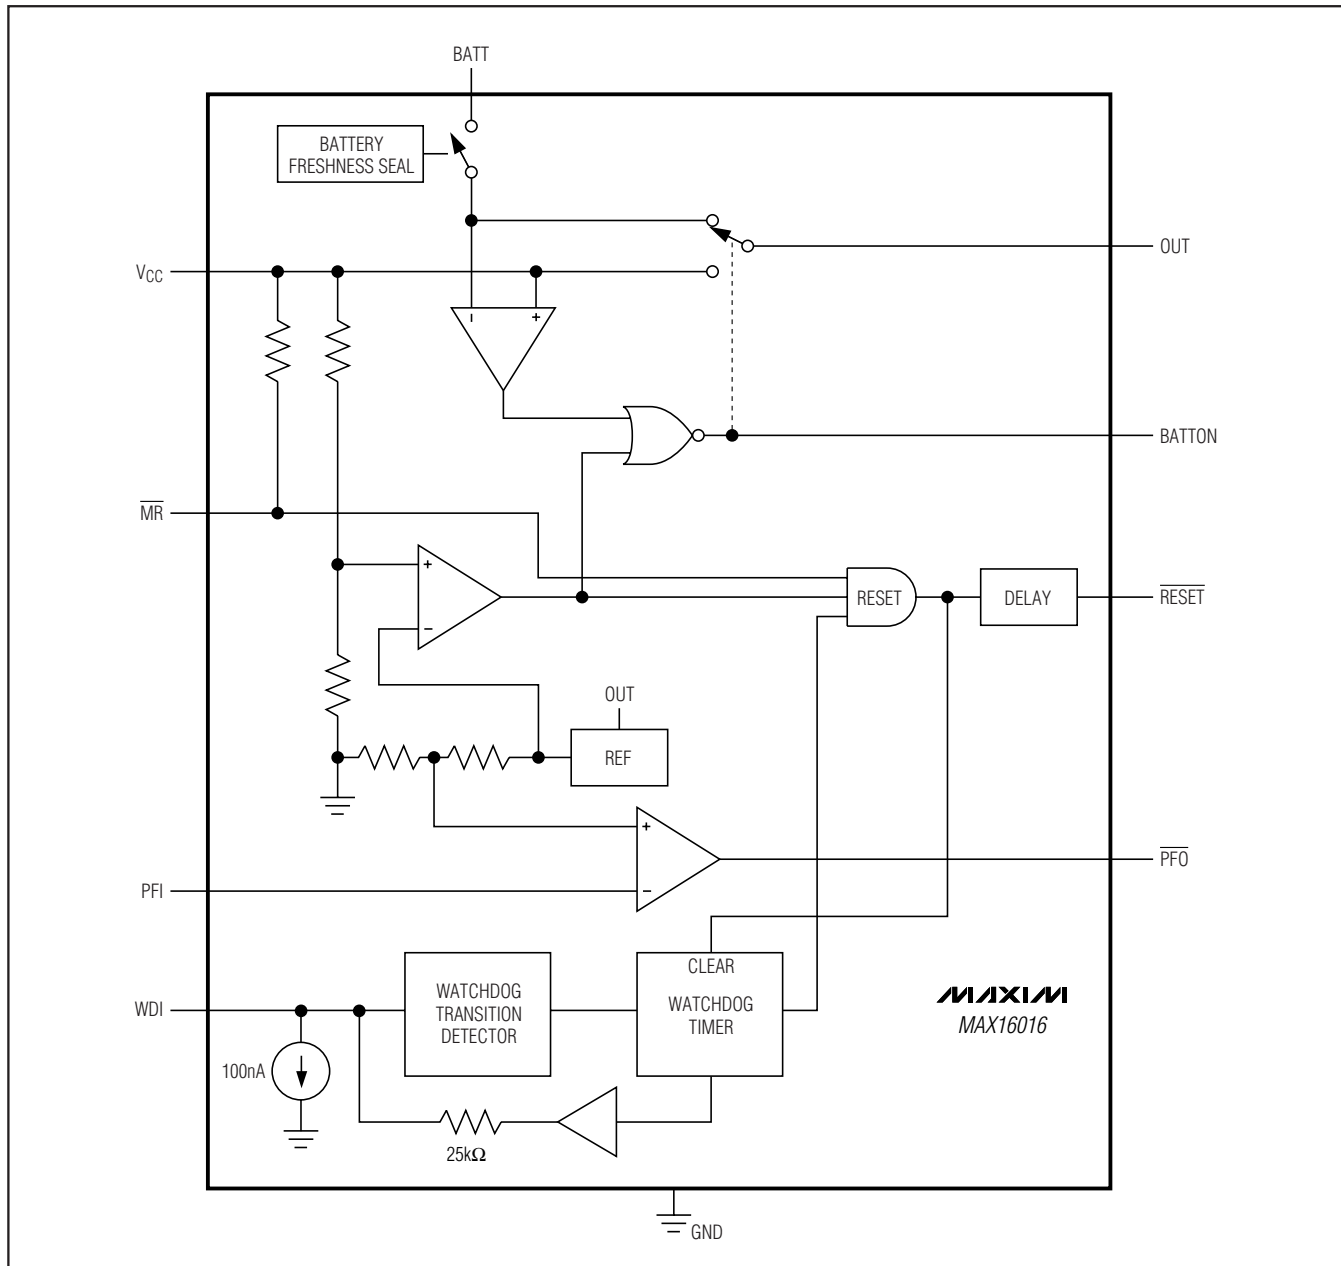 BATT
BATTERY
FRESHNESS SEAL
OUT
VCC
BATTON
MR
RESET
DELAY
RESET
OUT
REF
PFO
PFI
CLEAR
WATCHDOG
TIMER
WATCHDOG
TRANSITION
DETECTOR
WDI
MAXIM
MAX16016
100nA
25kΩ
GND
+
−
+
−
+
−